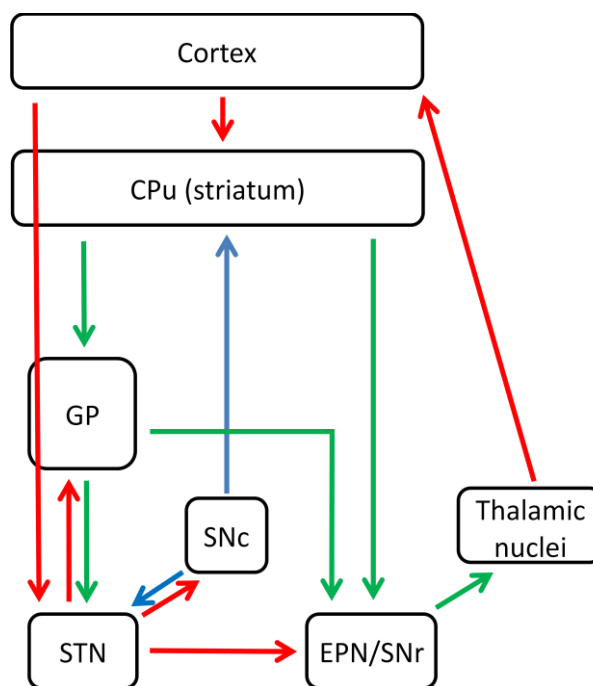 Cortex
CPu (striatum)
GP
SNc
Thalamic
nuclei
STN
EPN/SNr